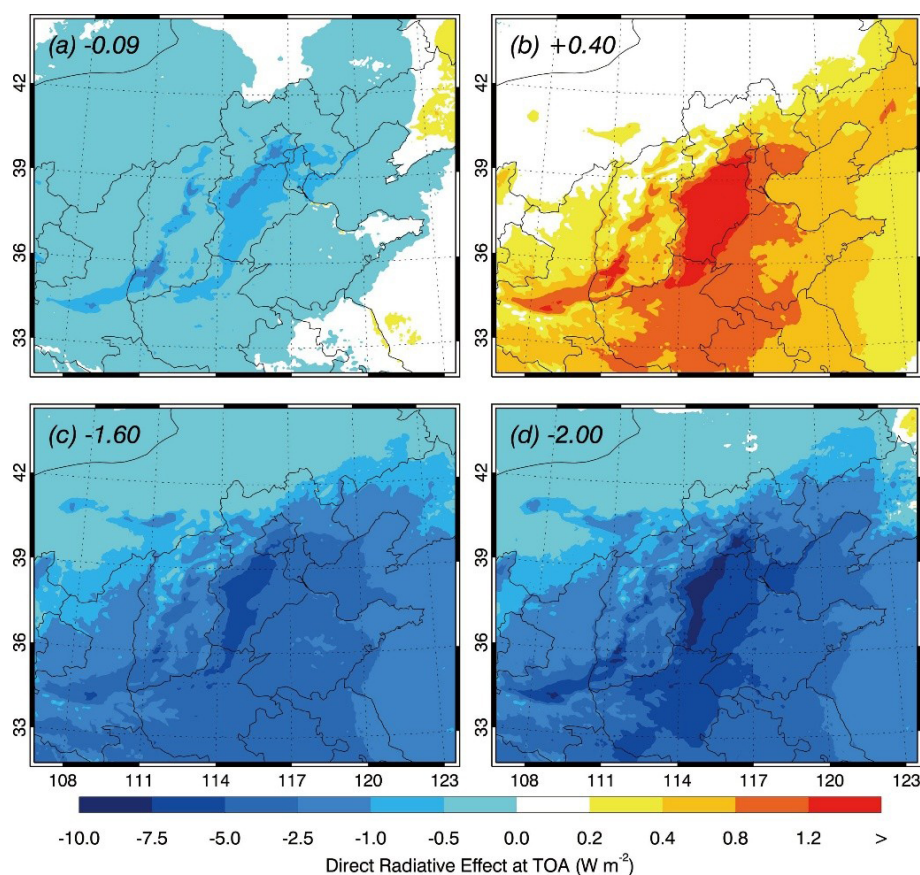 (a) -0.09
(b) +0.40
42
39
36
33
42
39
36
33
(c) -1.60
(d) -2.00
42
39
36
33
42
39
36
33
108 111 114 117 120 123
108 111 114 117 120 123
-10.0 -7.5 -5.0 -2.5 -1.0 -0.5 0.0 0.2 0.4 0.8 1.2 >
Direct Radiative Effect at TOA (W m⁻²)